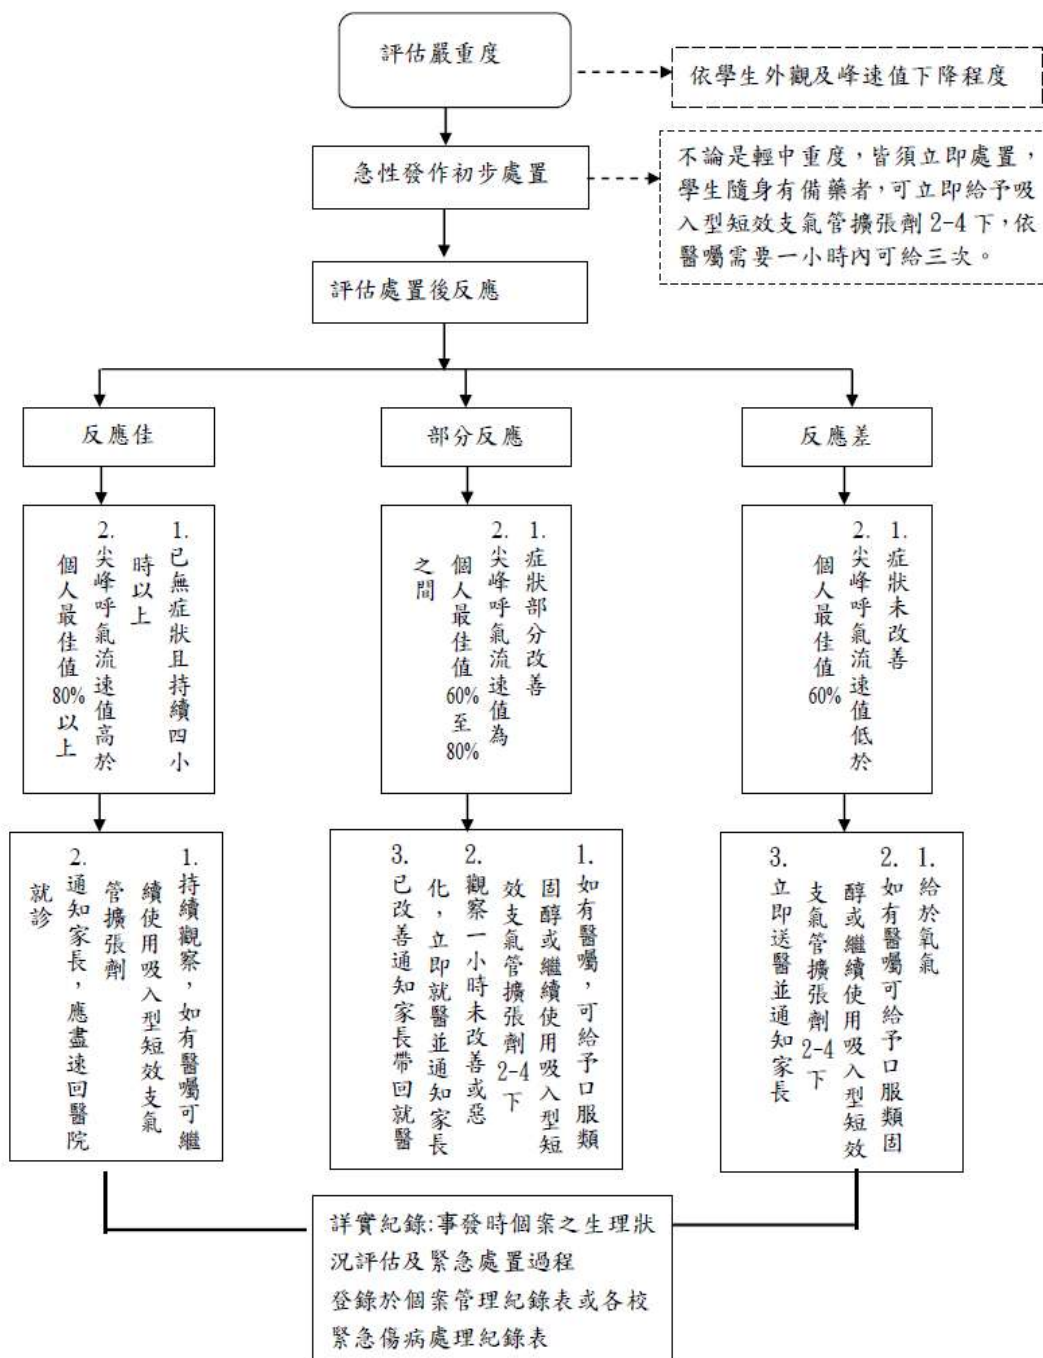 評估嚴重度
依學生外觀及峰速值下降程度
急性發作初步處置
不論是輕中重度，皆須立即處置，
學生隨身有備藥者，可立即給予吸
入型短效支氣管擴張劑 2-4 下，依
醫囑需要一小時內可給三次。
評估處置後反應
反應佳
部分反應
反應差
1. 已無症狀且持續四小
時以上
2. 尖峰呼氣流速值高於
個人最佳值 80% 以上
1. 症狀部分改善
2. 尖峰呼氣流速值為
個人最佳值 60% 至 80%
之間
1. 症狀未改善
2. 尖峰呼氣流速值低於
個人最佳值 60%
1. 持續觀察，如有醫囑可繼
續使用吸入型短效支氣
管擴張劑
2. 通知家長，應盡速回醫院
就診
1. 如有醫囑，可給予口服類
固醇或繼續使用吸入型短
效支氣管擴張劑 2-4 下
2. 觀察一小時未改善或惡
化，立即就醫並通知家長
3. 已改善通知家長帶回就醫
1. 給於氧氣
2. 如有醫囑可給予口服類固
醇或繼續使用吸入型短效
支氣管擴張劑 2-4 下
3. 立即送醫並通知家長
詳實紀錄:事發時個案之生理狀
況評估及緊急處置過程
登錄於個案管理紀錄表或各校
緊急傷病處理紀錄表